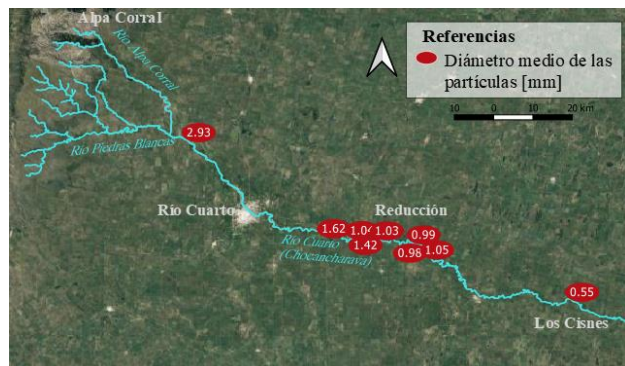 Alpa Corral
Río Alpa Corral
Referencias
Diámetro medio de las
partículas [mm]
10 0 10 20 km
2.93
Río Piedras Blancas
Río Cuarto
Reducción
1.62 1.04 1.03 0.99
1.42 0.98 1.05
Río Cuarto
(Chocancharava)
0.55
Los Cisnes